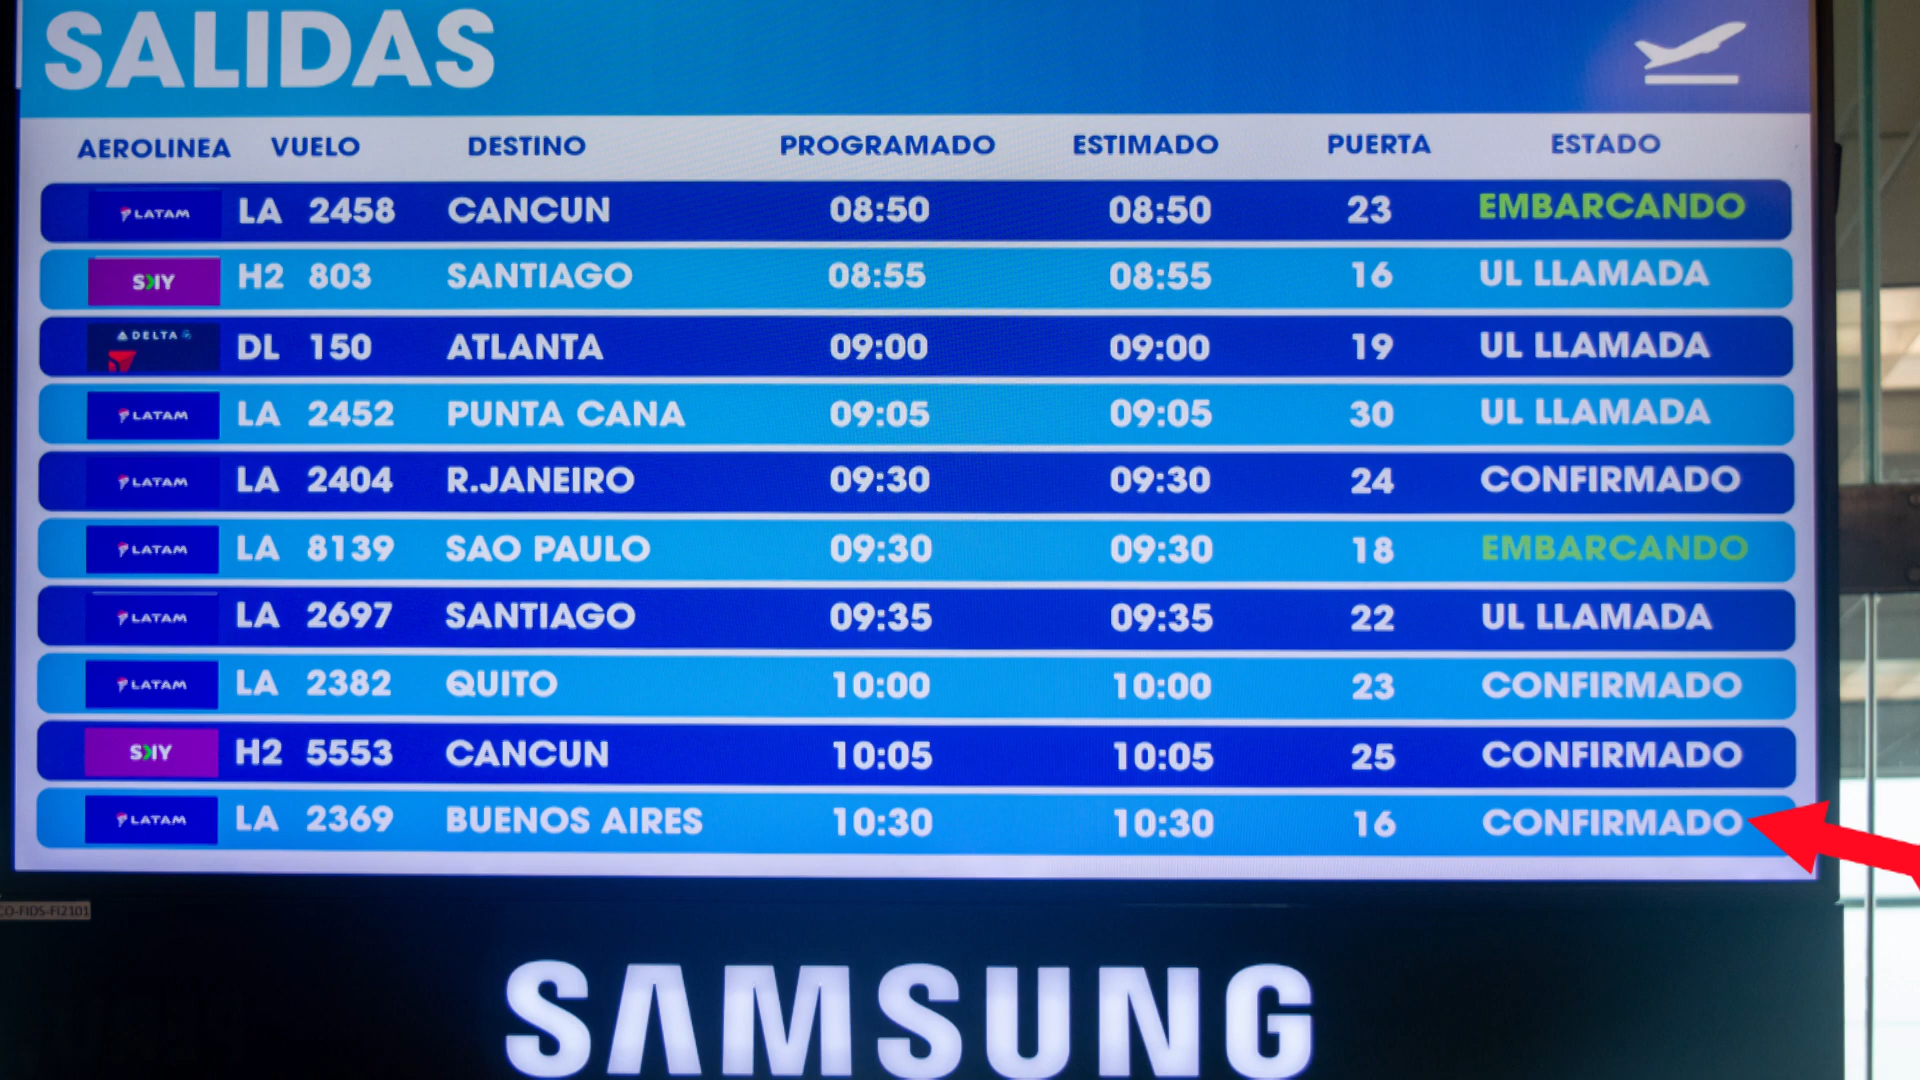 SALIDAS
AEROLINEA VUELO DESTINO PROGRAMADO ESTIMADO PUERTA ESTADO
LATAM LA 2458 CANCUN 08:50 08:50 23 EMBARCANDO
SKY H2 803 SANTIAGO 08:55 08:55 16 UL LLAMADA
DELTA DL 150 ATLANTA 09:00 09:00 19 UL LLAMADA
LATAM LA 2452 PUNTA CANA 09:05 09:05 30 UL LLAMADA
LATAM LA 2404 R.JANEIRO 09:30 09:30 24 CONFIRMADO
LATAM LA 8139 SAO PAULO 09:30 09:30 18 EMBARCANDO
LATAM LA 2697 SANTIAGO 09:35 09:35 22 UL LLAMADA
LATAM LA 2382 QUITO 10:00 10:00 23 CONFIRMADO
SKY H2 5553 CANCUN 10:05 10:05 25 CONFIRMADO
LATAM LA 2369 BUENOS AIRES 10:30 10:30 16 CONFIRMADO
CO-FIDS-FI2101
SAMSUNG